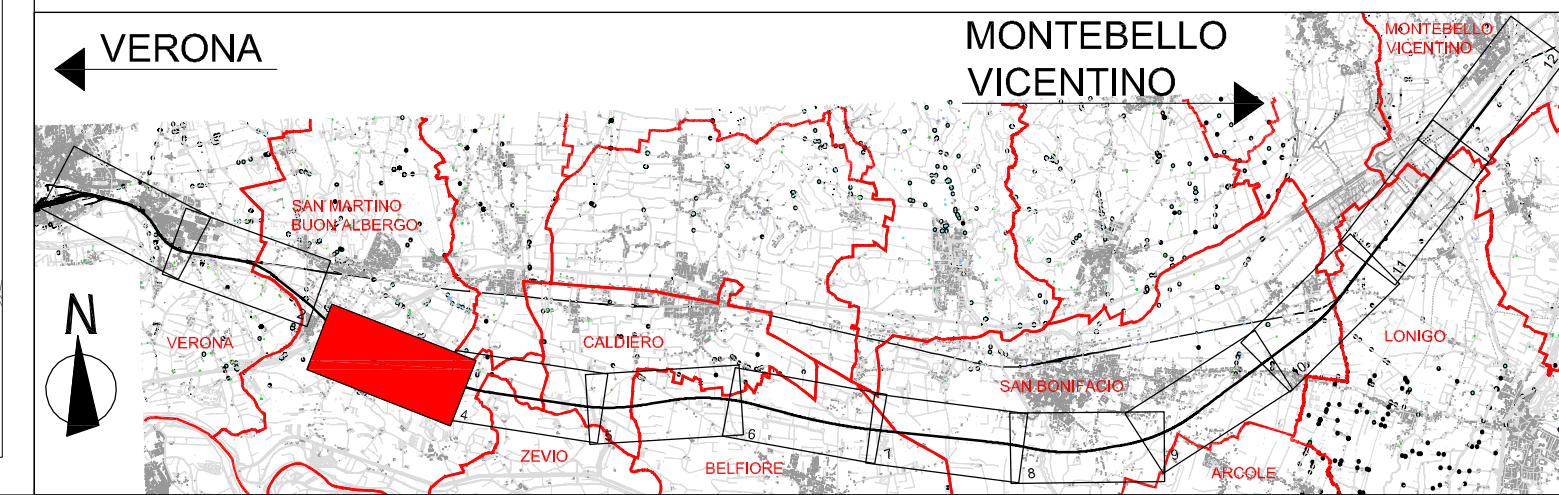 VERONA
MONTEBELLO
VICENTINO
MONTEBELLO
VICENTINO
12
SAN MARTINO
BUON ALBERGO
N
VERONA
CALDIERO
11
LONIGO
SAN BONIFACIO
10
4
5
6
7
8
9
ZEVIO
BELFIORE
ARCOLE